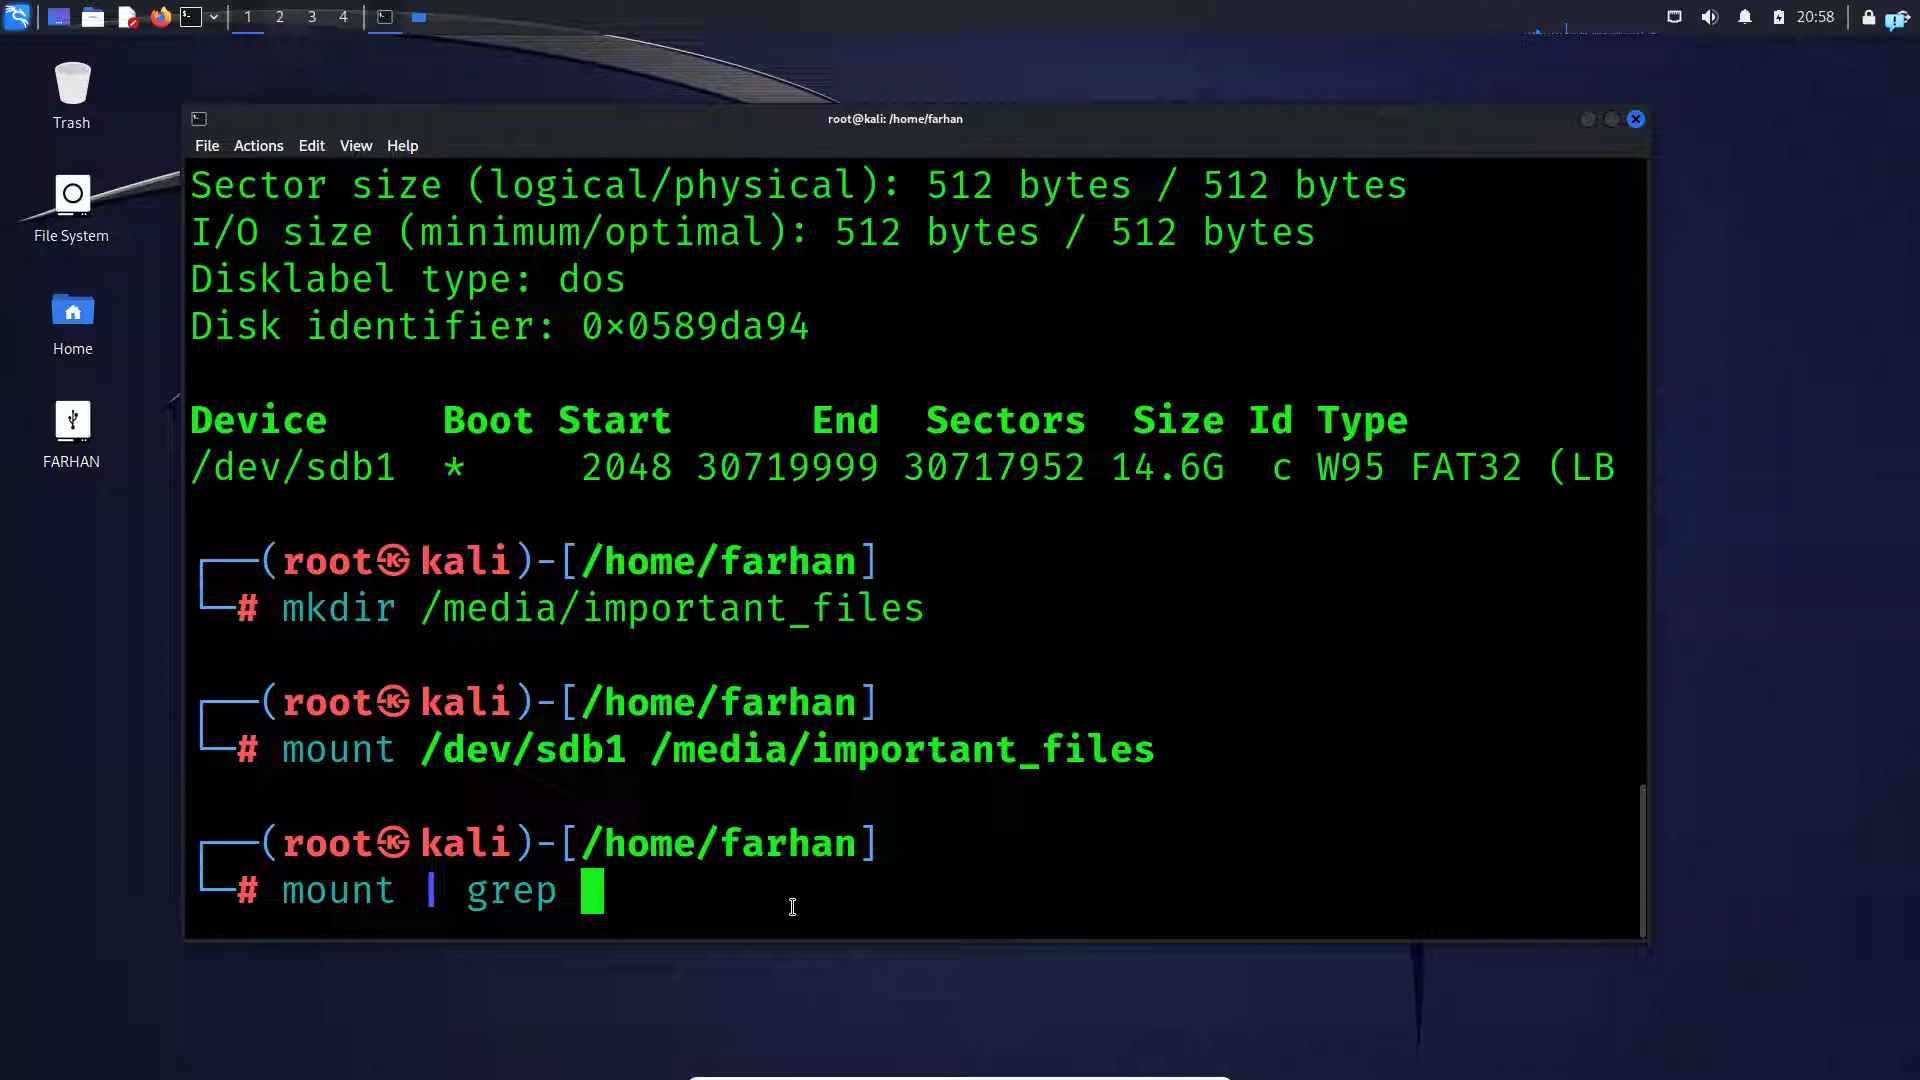 1 2 3 4
20:58
Trash
File System
Home
FARHAN
root@kali: /home/farhan
File Actions Edit View Help
Sector size (logical/physical): 512 bytes / 512 bytes
I/O size (minimum/optimal): 512 bytes / 512 bytes
Disklabel type: dos
Disk identifier: 0×0589da94
Device Boot Start End Sectors Size Id Type
/dev/sdb1 * 2048 30719999 30717952 14.6G c W95 FAT32 (LB
┌──(root㉿kali)-[/home/farhan]
└─# mkdir /media/important_files
┌──(root㉿kali)-[/home/farhan]
└─# mount /dev/sdb1 /media/important_files
┌──(root㉿kali)-[/home/farhan]
└─# mount | grep